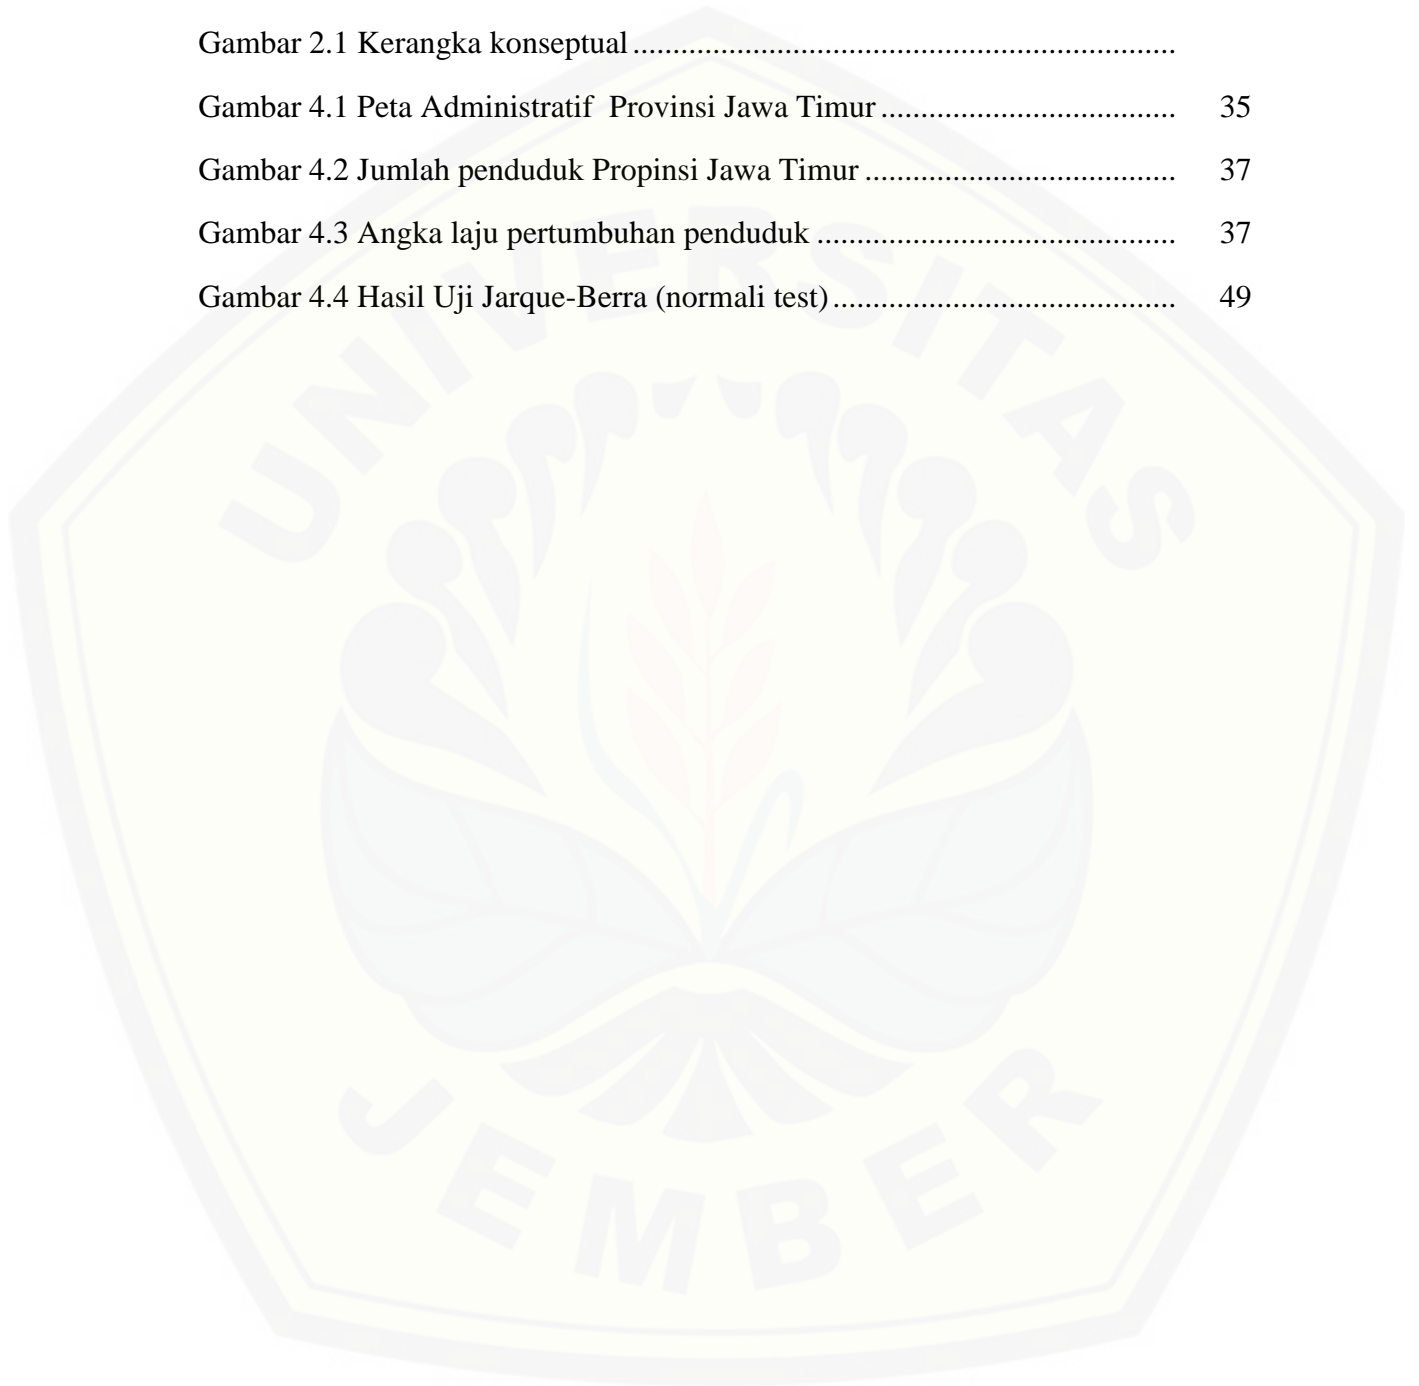 Gambar 2.1 Kerangka konseptual ....................................................................
Gambar 4.1 Peta Administratif  Provinsi Jawa Timur ..................................... 35
Gambar 4.2 Jumlah penduduk Propinsi Jawa Timur ....................................... 37
Gambar 4.3 Angka laju pertumbuhan penduduk ............................................. 37
Gambar 4.4 Hasil Uji Jarque-Berra (normali test) ........................................... 49
UNIVERSITAS
JEMBER